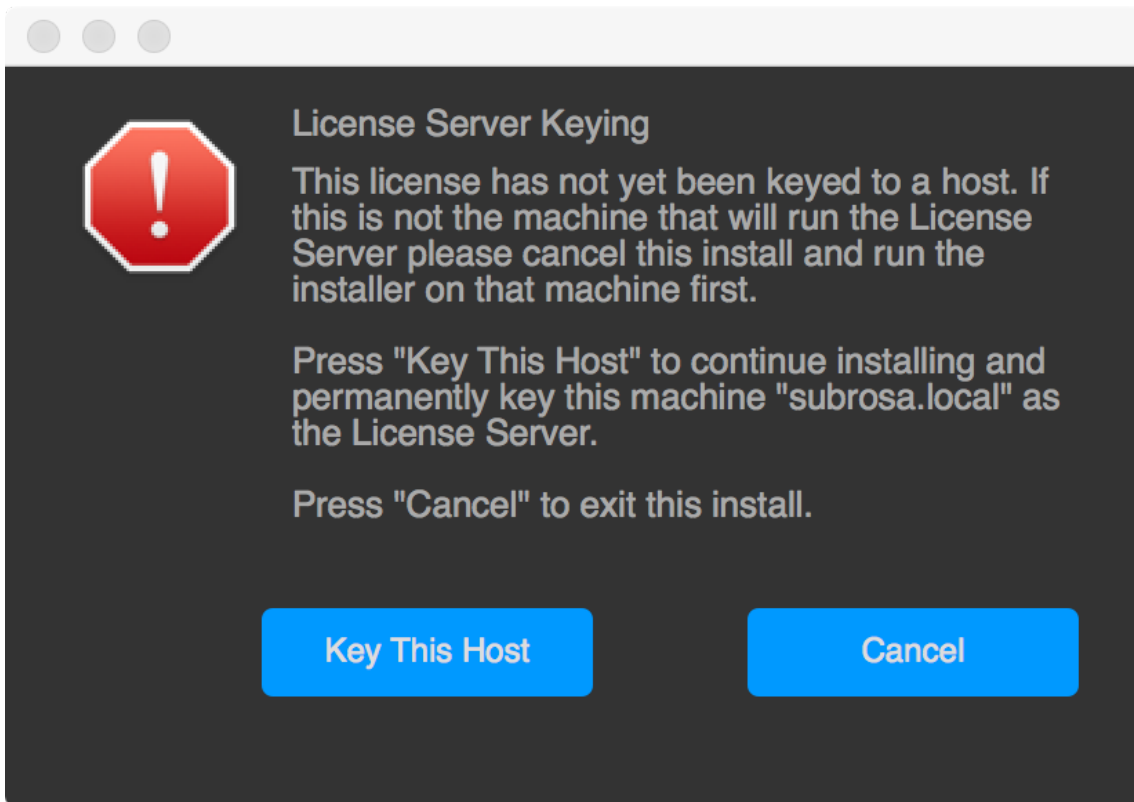 License Server Keying
This license has not yet been keyed to a host. If
this is not the machine that will run the License
Server please cancel this install and run the
installer on that machine first.
Press "Key This Host" to continue installing and
permanently key this machine "subrosa.local" as
the License Server.
Press "Cancel" to exit this install.
Key This Host
Cancel